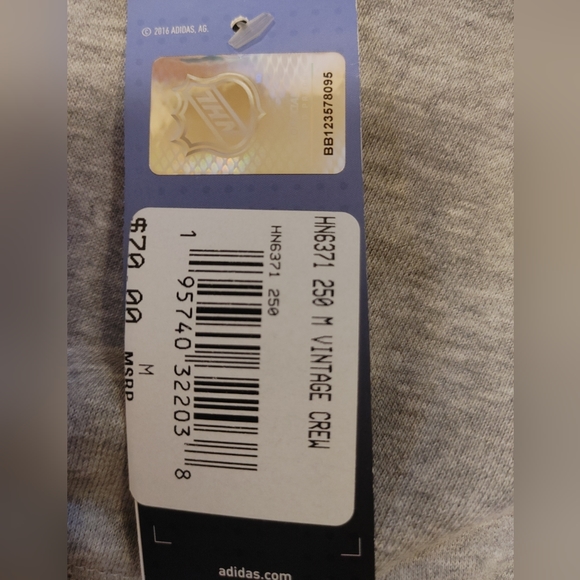 © 2016 ADIDAS, AG.
NHL
BB123578095
HN6371 250 M VINTAGE CREW
HN6371 250
1 95740 32203 8
M
$70.00 MSRP
adidas.com